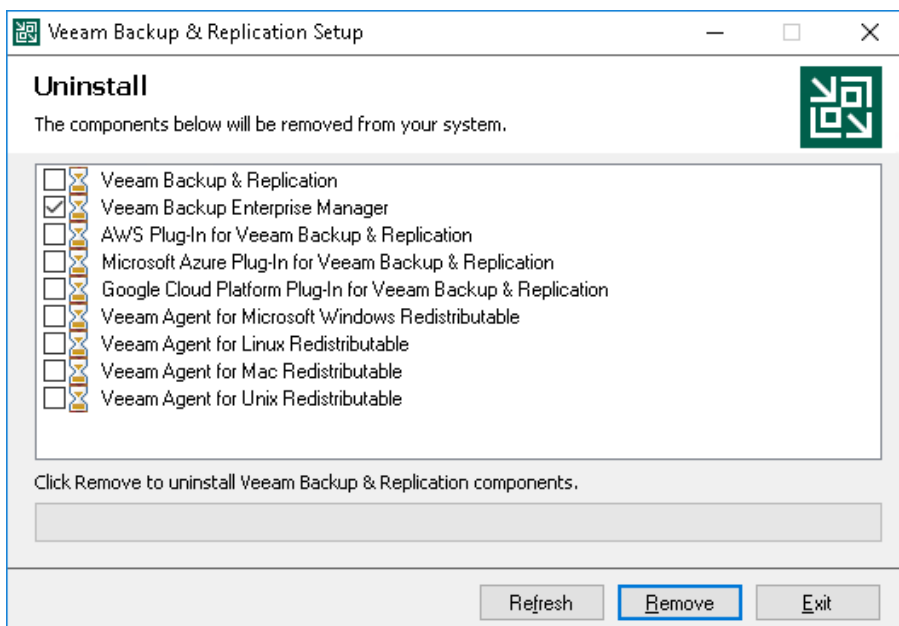 Veeam Backup & Replication Setup
Uninstall
The components below will be removed from your system.
Veeam Backup & Replication
Veeam Backup Enterprise Manager
AWS Plug-In for Veeam Backup & Replication
Microsoft Azure Plug-In for Veeam Backup & Replication
Google Cloud Platform Plug-In for Veeam Backup & Replication
Veeam Agent for Microsoft Windows Redistributable
Veeam Agent for Linux Redistributable
Veeam Agent for Mac Redistributable
Veeam Agent for Unix Redistributable
Click Remove to uninstall Veeam Backup & Replication components.
Refresh Remove Exit